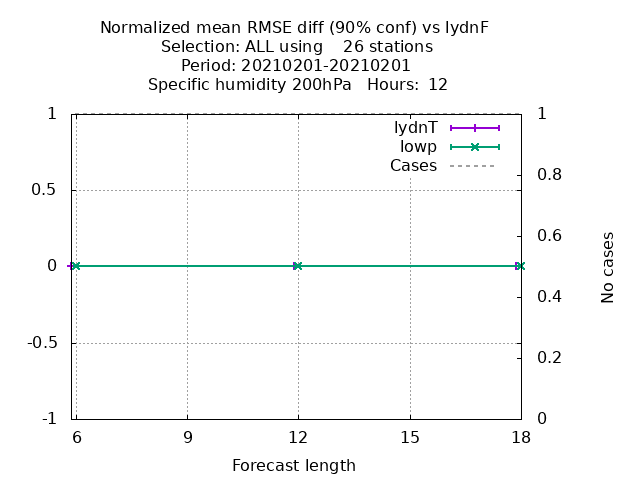 Normalized mean RMSE diff (90% conf) vs lydnF
Selection: ALL using    26 stations
Period: 20210201-20210201
Specific humidity 200hPa   Hours:  12
lydnT
lowp
Cases
1
0.5
0
-0.5
-1
1
0.8
0.6
0.4
0.2
0
No cases
6
9
12
15
18
Forecast length